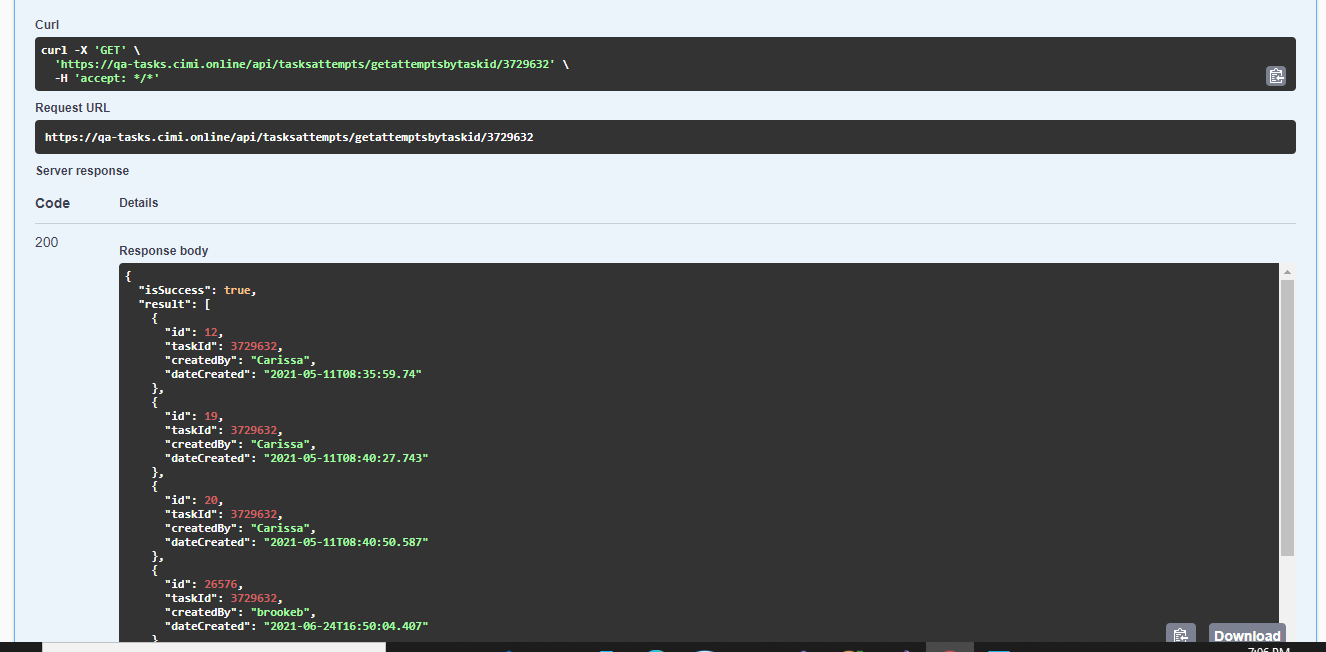 Curl
curl -X 'GET' \
  'https://qa-tasks.cimi.online/api/tasksattempts/getattemptsbytaskid/3729632' \
  -H 'accept: */*'
Request URL
https://qa-tasks.cimi.online/api/tasksattempts/getattemptsbytaskid/3729632
Server response
Code Details
200
Response body
{
  "isSuccess": true,
  "result": [
    {
      "id": 12,
      "taskId": 3729632,
      "createdBy": "Carissa",
      "dateCreated": "2021-05-11T08:35:59.74"
    },
    {
      "id": 19,
      "taskId": 3729632,
      "createdBy": "Carissa",
      "dateCreated": "2021-05-11T08:40:27.743"
    },
    {
      "id": 20,
      "taskId": 3729632,
      "createdBy": "Carissa",
      "dateCreated": "2021-05-11T08:40:50.587"
    },
    {
      "id": 26576,
      "taskId": 3729632,
      "createdBy": "brookeb",
      "dateCreated": "2021-06-24T16:50:04.407"
    }
Download
7:06 PM